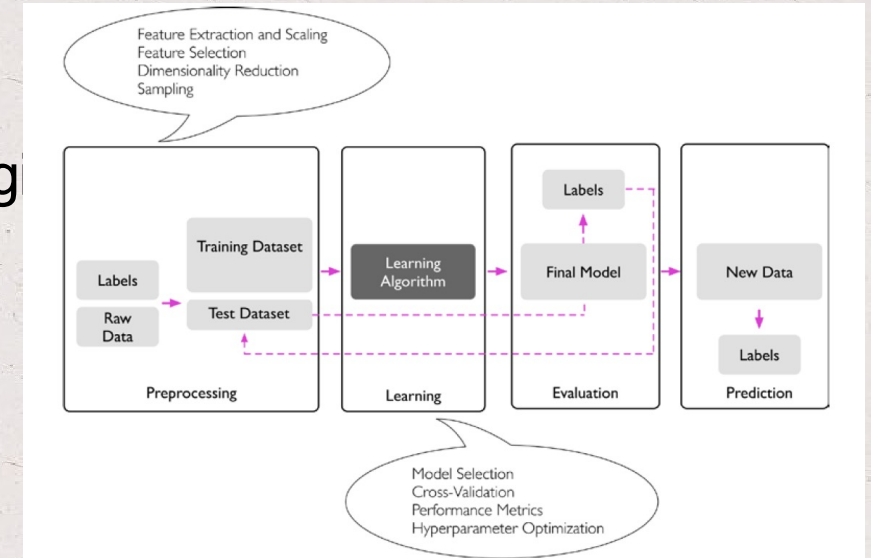 Feature Extraction and Scaling
Feature Selection
Dimensionality Reduction
Sampling
gi
Labels
Raw
Data
Training Dataset
Test Dataset
Preprocessing
Learning
Algorithm
Learning
Labels
Final Model
Evaluation
New Data
Labels
Prediction
Model Selection
Cross-Validation
Performance Metrics
Hyperparameter Optimization